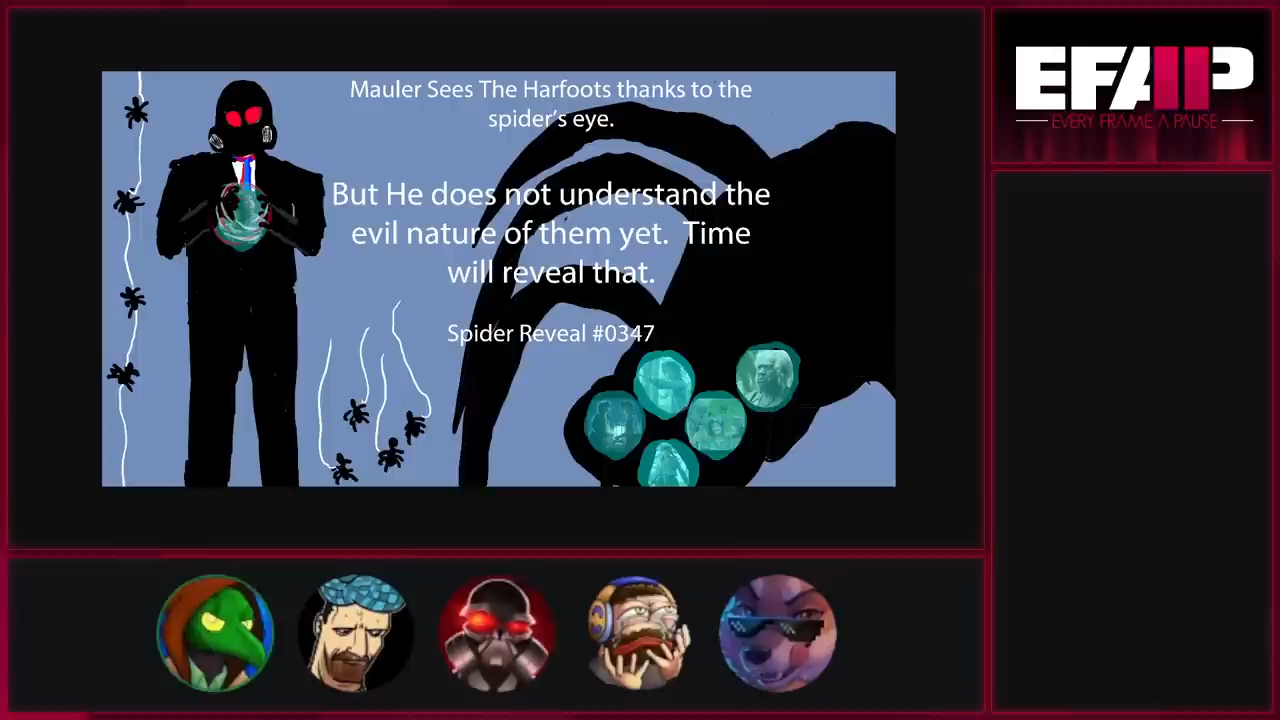 Mauler Sees The Harfoots thanks to the
spider's eye.
But He does not understand the
evil nature of them yet. Time
will reveal that.
Spider Reveal #0347
EFAP
EVERY FRAME A PAUSE